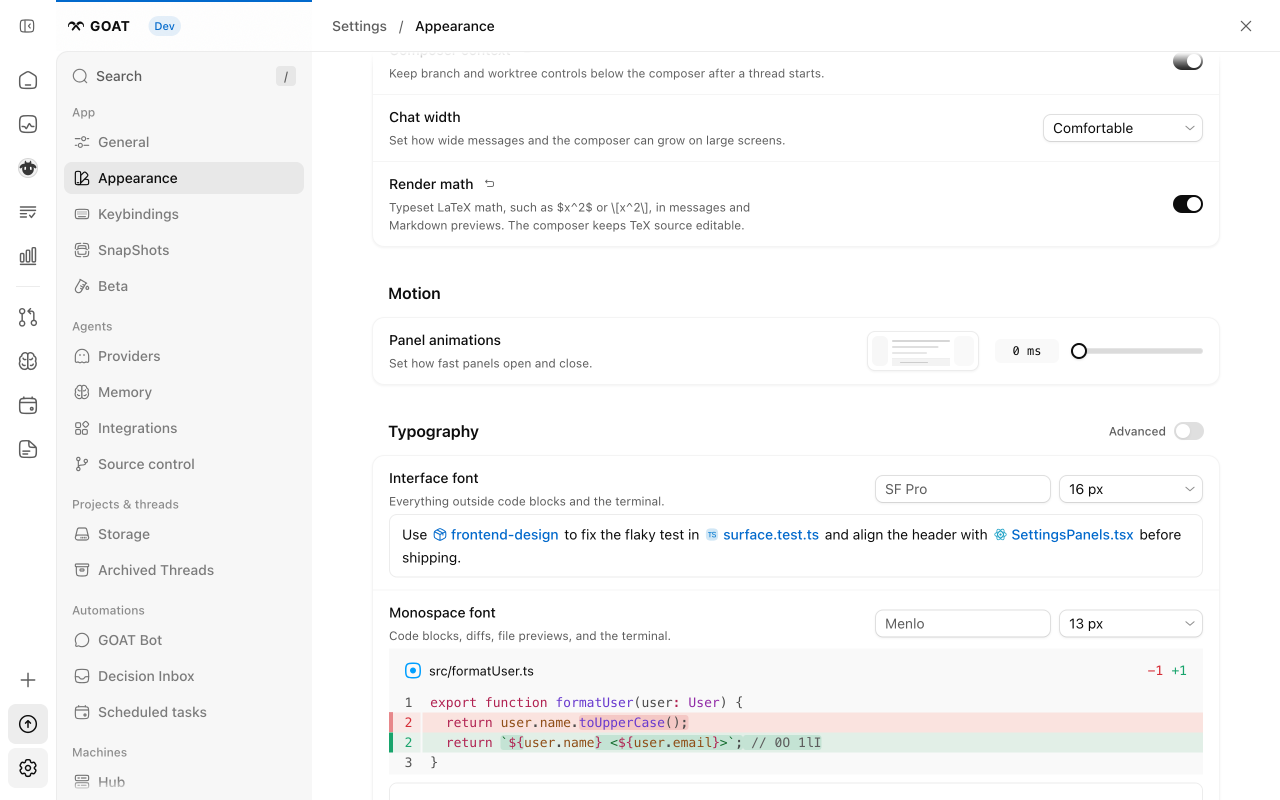 GOAT
Dev
Settings / Appearance
Search
/
App
General
Appearance
Keybindings
SnapShots
Beta
Agents
Providers
Memory
Integrations
Source control
Projects & threads
Storage
Archived Threads
Automations
GOAT Bot
Decision Inbox
Scheduled tasks
Machines
Hub
Keep branch and worktree controls below the composer after a thread starts.
Chat width
Set how wide messages and the composer can grow on large screens.
Comfortable
Render math
Typeset LaTeX math, such as $x^2$ or \[x^2\], in messages and
Markdown previews. The composer keeps TeX source editable.
Motion
Panel animations
Set how fast panels open and close.
0 ms
Typography
Advanced
Interface font
Everything outside code blocks and the terminal.
SF Pro
16 px
Use frontend-design to fix the flaky test in TS surface.test.ts and align the header with SettingsPanels.tsx before
shipping.
Monospace font
Code blocks, diffs, file previews, and the terminal.
Menlo
13 px
src/formatUser.ts
−1 +1
1 export function formatUser(user: User) {
2 return user.name.toUpperCase();
2 return `${user.name} <${user.email}>`; // 0O 1lI
3 }